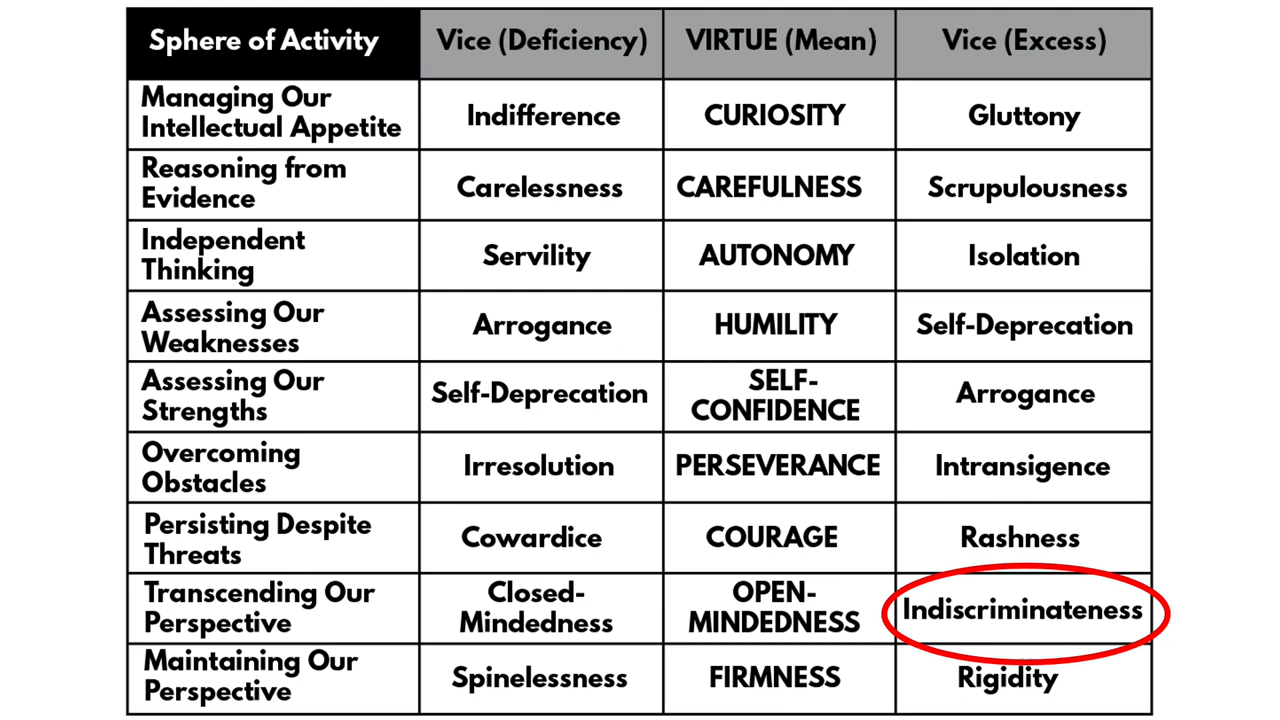 Sphere of Activity Vice (Deficiency) VIRTUE (Mean) Vice (Excess)
Managing Our
Intellectual Appetite
Indifference CURIOSITY Gluttony
Reasoning from
Evidence
Carelessness CAREFULNESS Scrupulousness
Independent
Thinking
Servility AUTONOMY Isolation
Assessing Our
Weaknesses
Arrogance HUMILITY Self-Deprecation
Assessing Our
Strengths
Self-Deprecation
SELF-
CONFIDENCE
Arrogance
Overcoming
Obstacles
Irresolution PERSEVERANCE Intransigence
Persisting Despite
Threats
Cowardice COURAGE Rashness
Transcending Our
Perspective
Closed-
Mindedness
OPEN-
MINDEDNESS
Indiscriminateness
Maintaining Our
Perspective
Spinelessness FIRMNESS Rigidity